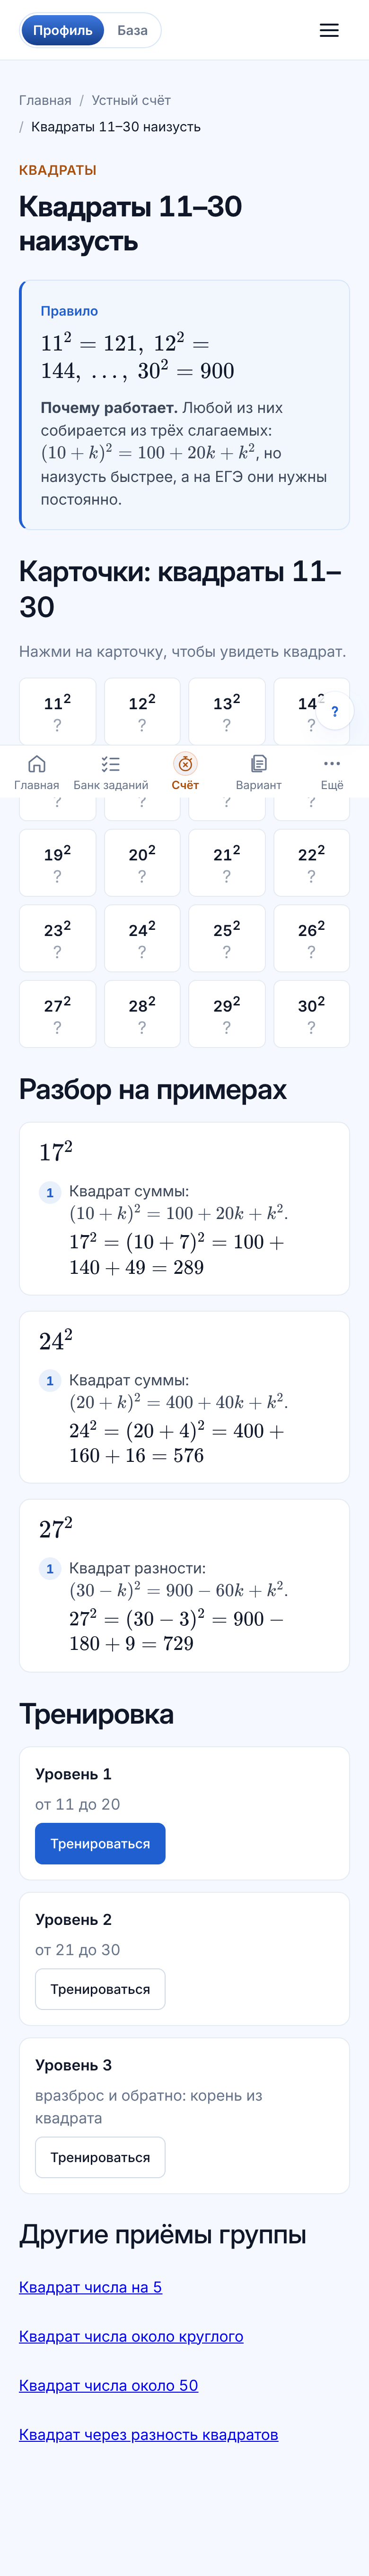 Профиль База
Главная / Устный счёт
/ Квадраты 11–30 наизусть
КВАДРАТЫ
Квадраты 11–30
наизусть
Правило
11² = 121, 12² =
144, …, 30² = 900
Почему работает. Любой из них
собирается из трёх слагаемых:
(10 + k)² = 100 + 20k + k², но
наизусть быстрее, а на ЕГЭ они нужны
постоянно.
Карточки: квадраты 11–
30
Нажми на карточку, чтобы увидеть квадрат.
11² 12² 13² 14²
? ? ? ?
?
Главная Банк заданий Счёт Вариант Ещё
? ? ? ?
19² 20² 21² 22²
? ? ? ?
23² 24² 25² 26²
? ? ? ?
27² 28² 29² 30²
? ? ? ?
Разбор на примерах
17²
1 Квадрат суммы:
(10 + k)² = 100 + 20k + k².
17² = (10 + 7)² = 100 +
140 + 49 = 289
24²
1 Квадрат суммы:
(20 + k)² = 400 + 40k + k².
24² = (20 + 4)² = 400 +
160 + 16 = 576
27²
1 Квадрат разности:
(30 − k)² = 900 − 60k + k².
27² = (30 − 3)² = 900 −
180 + 9 = 729
Тренировка
Уровень 1
от 11 до 20
Тренироваться
Уровень 2
от 21 до 30
Тренироваться
Уровень 3
вразброс и обратно: корень из
квадрата
Тренироваться
Другие приёмы группы
Квадрат числа на 5
Квадрат числа около круглого
Квадрат числа около 50
Квадрат через разность квадратов